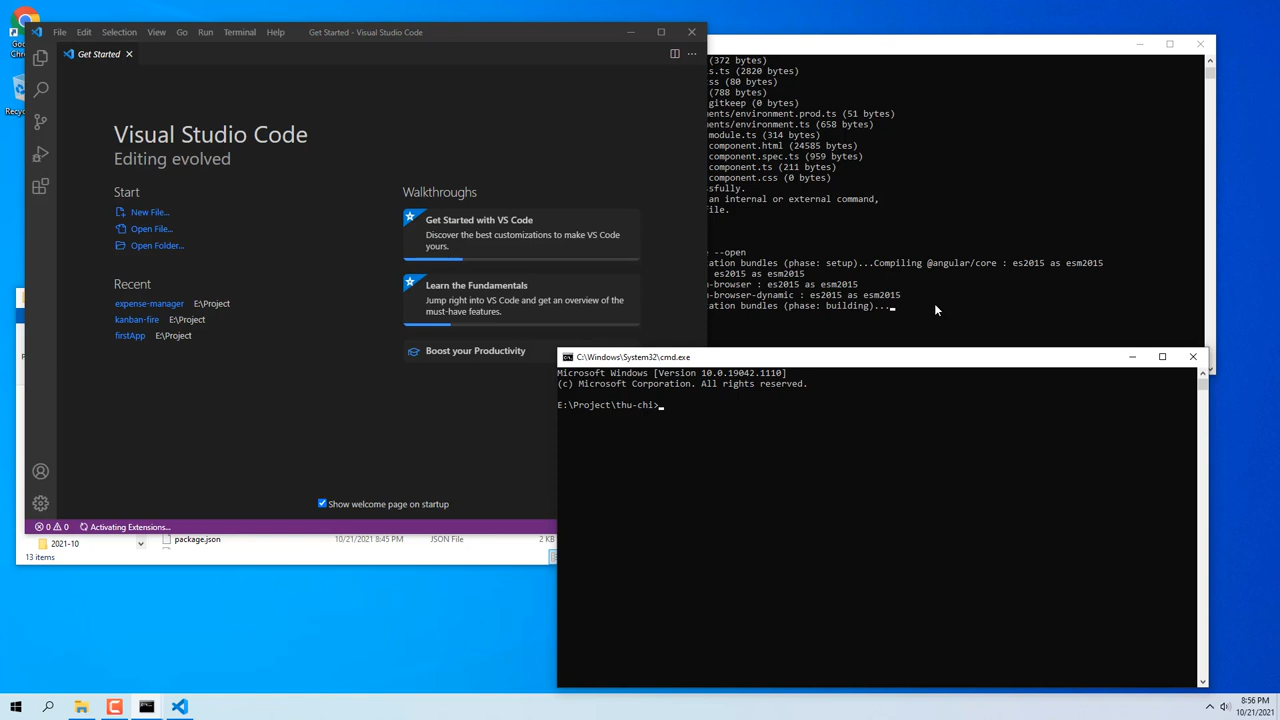 Goo
Chro
Recyc
File Edit Selection View Go Run Terminal Help
Get Started - Visual Studio Code
Get Started
Visual Studio Code
Editing evolved
Start
New File...
Open File...
Open Folder...
Recent
expense-manager E:\Project
kanban-fire E:\Project
firstApp E:\Project
Walkthroughs
Get Started with VS Code
Discover the best customizations to make VS Code
yours.
Learn the Fundamentals
Jump right into VS Code and get an overview of the
must-have features.
Boost your Productivity
Show welcome page on startup
0 0 Activating Extensions...
2021-10
package.json 10/21/2021 8:45 PM JSON File 2 KB
13 items
(372 bytes)
s.ts (2820 bytes)
ss (80 bytes)
(788 bytes)
gitkeep (0 bytes)
ments/environment.prod.ts (51 bytes)
ments/environment.ts (658 bytes)
module.ts (314 bytes)
component.html (24585 bytes)
component.spec.ts (959 bytes)
component.ts (211 bytes)
component.css (0 bytes)
ssfully.
an internal or external command,
file.
e --open
ation bundles (phase: setup)...Compiling @angular/core : es2015 as esm2015
: es2015 as esm2015
m-browser : es2015 as esm2015
m-browser-dynamic : es2015 as esm2015
ation bundles (phase: building)...
C:\Windows\System32\cmd.exe
Microsoft Windows [Version 10.0.19042.1110]
(c) Microsoft Corporation. All rights reserved.
E:\Project\thu-chi>
8:56 PM
10/21/2021